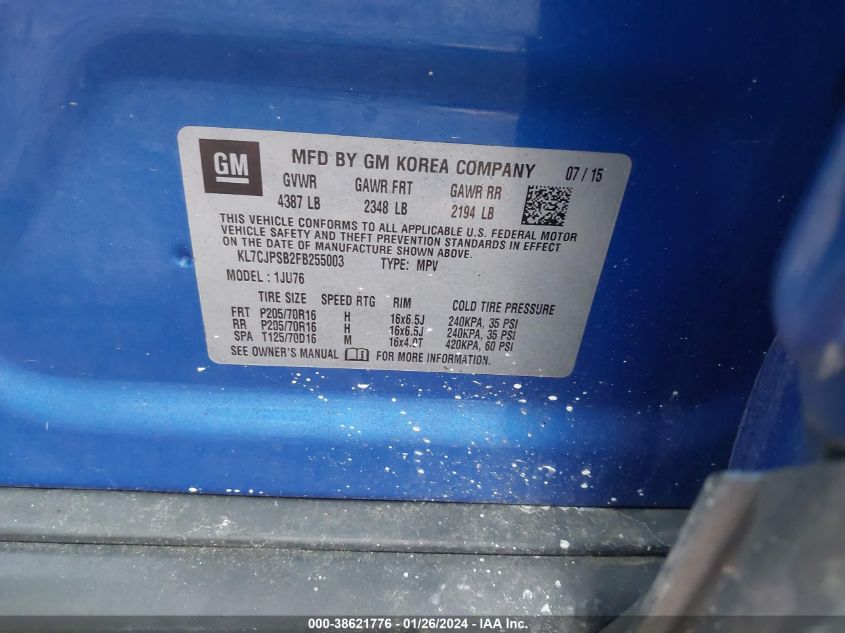 GM
MFD BY GM KOREA COMPANY 07 / 15
GVWR GAWR FRT GAWR RR
4387 LB 2348 LB 2194 LB
THIS VEHICLE CONFORMS TO ALL APPLICABLE U.S. FEDERAL MOTOR
VEHICLE SAFETY AND THEFT PREVENTION STANDARDS IN EFFECT
ON THE DATE OF MANUFACTURE SHOWN ABOVE.
KL7CJPSB2FB255003 TYPE: MPV
MODEL : 1JU76
TIRE SIZE SPEED RTG RIM COLD TIRE PRESSURE
FRT P205/70R16 H 16x6.5J 240KPA, 35 PSI
RR P205/70R16 H 16x6.5J 240KPA, 35 PSI
SPA T125/70D16 M 16x4.0T 420KPA, 60 PSI
SEE OWNER'S MANUAL FOR MORE INFORMATION.
000-38621776 - 01/26/2024 - IAA Inc.